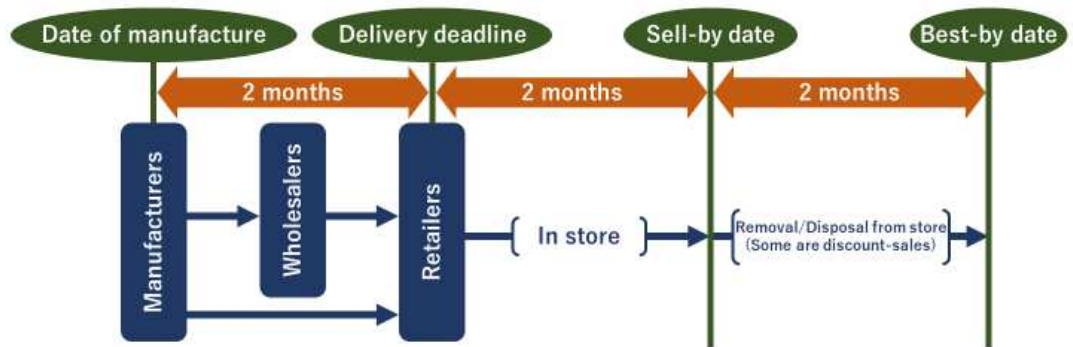 Date of manufacture
Delivery deadline
Sell-by date
Best-by date
2 months
2 months
2 months
Manufacturers
Wholesalers
Retailers
In store
Removal/Disposal from store
(Some are discount-sales)